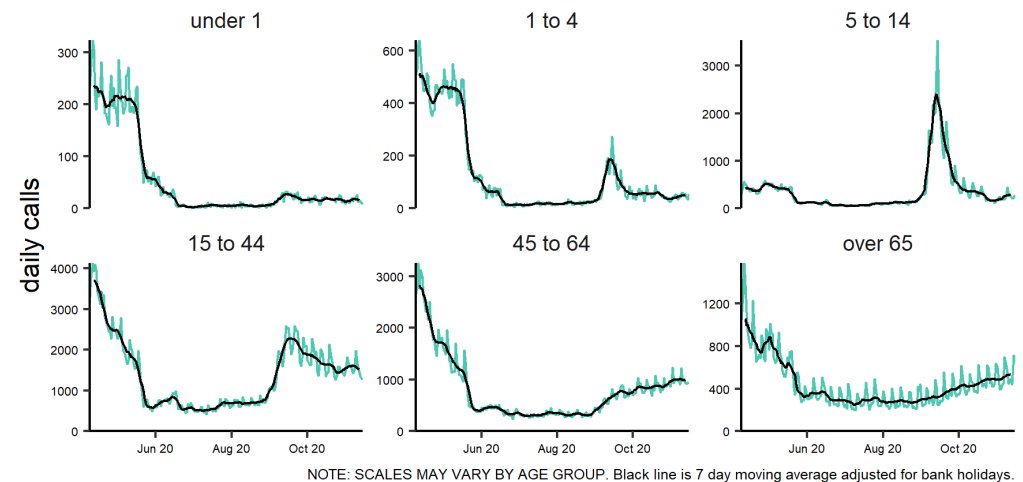 under 1
1 to 4
5 to 14
300
200
100
0
600
400
200
0
3000
2000
1000
0
daily calls
15 to 44
45 to 64
over 65
4000
3000
2000
1000
0
3000
2000
1000
0
1200
800
400
0
Jun 20 Aug 20 Oct 20
Jun 20 Aug 20 Oct 20
Jun 20 Aug 20 Oct 20
NOTE: SCALES MAY VARY BY AGE GROUP. Black line is 7 day moving average adjusted for bank holidays.